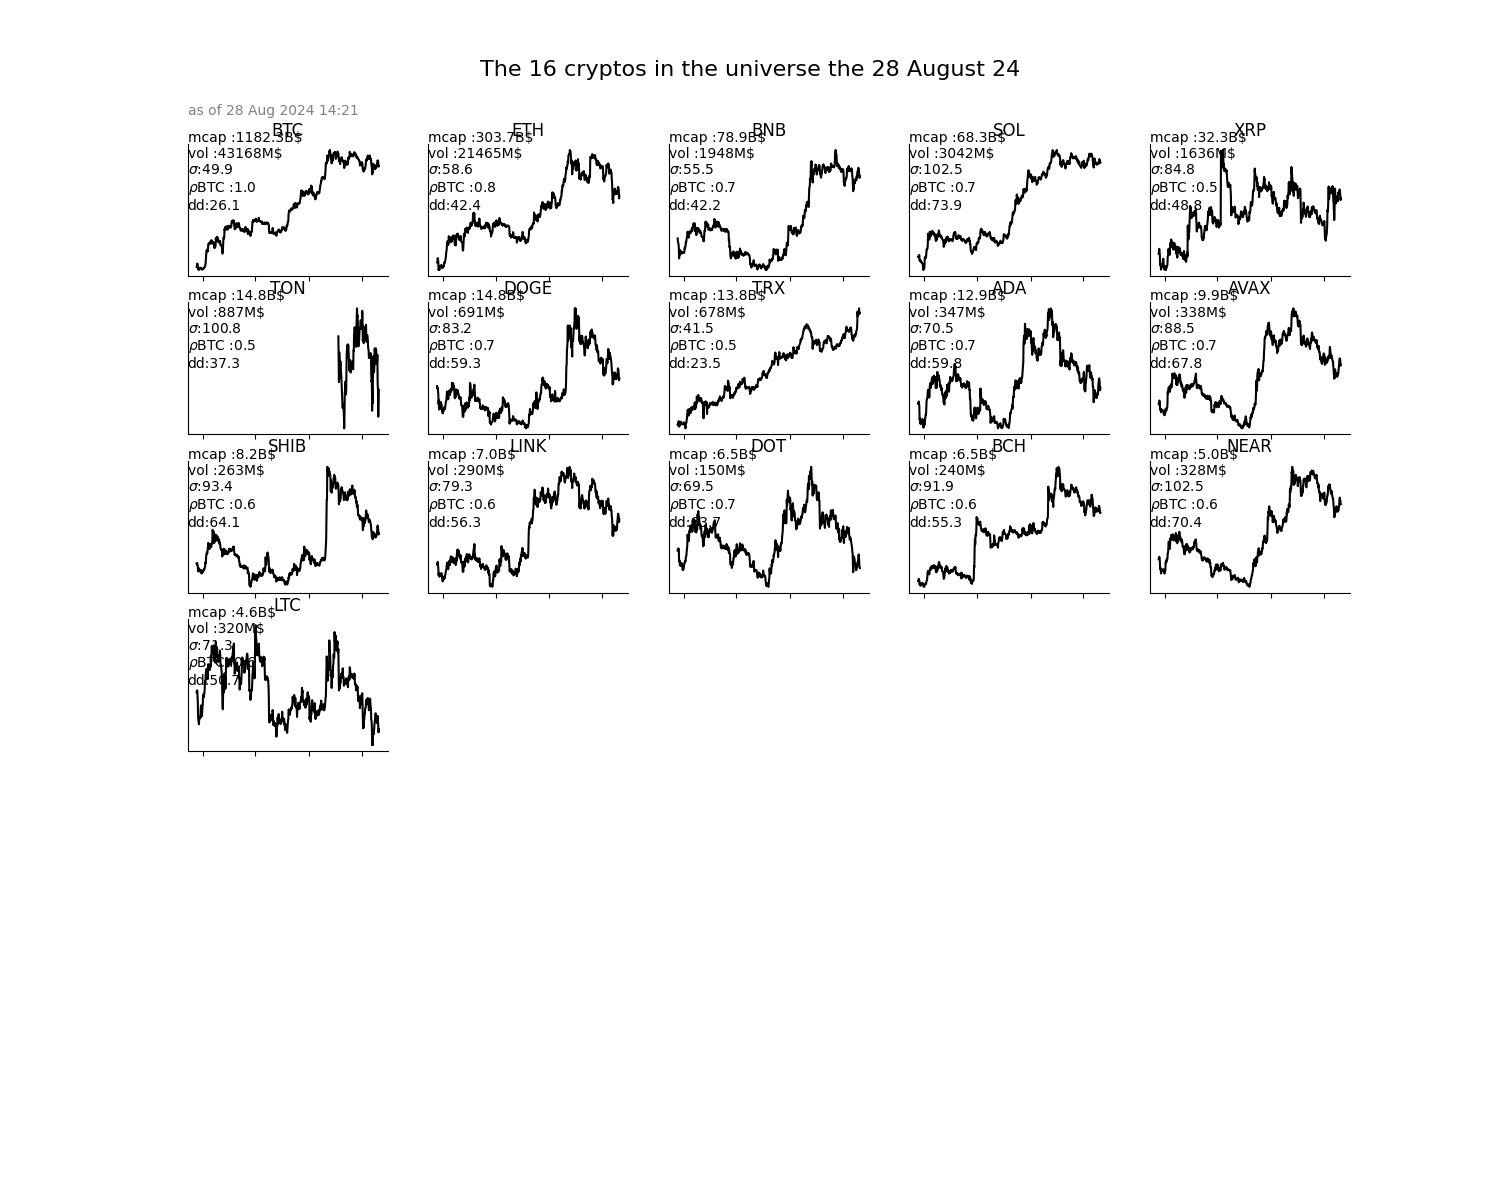 The 16 cryptos in the universe the 28 August 24
as of 28 Aug 2024 14:21
BTC
mcap :1182.3B$
vol :43168M$
σ:49.9
ρBTC :1.0
dd:26.1
ETH
mcap :303.7B$
vol :21465M$
σ:58.6
ρBTC :0.8
dd:42.4
BNB
mcap :78.9B$
vol :1948M$
σ:55.5
ρBTC :0.7
dd:42.2
SOL
mcap :68.3B$
vol :3042M$
σ:102.5
ρBTC :0.7
dd:73.9
XRP
mcap :32.3B$
vol :1636M$
σ:84.8
ρBTC :0.5
dd:48.8
TON
mcap :14.8B$
vol :887M$
σ:100.8
ρBTC :0.5
dd:37.3
DOGE
mcap :14.8B$
vol :691M$
σ:83.2
ρBTC :0.7
dd:59.3
TRX
mcap :13.8B$
vol :678M$
σ:41.5
ρBTC :0.5
dd:23.5
ADA
mcap :12.9B$
vol :347M$
σ:70.5
ρBTC :0.7
dd:59.8
AVAX
mcap :9.9B$
vol :338M$
σ:88.5
ρBTC :0.7
dd:67.8
SHIB
mcap :8.2B$
vol :263M$
σ:93.4
ρBTC :0.6
dd:64.1
LINK
mcap :7.0B$
vol :290M$
σ:79.3
ρBTC :0.6
dd:56.3
DOT
mcap :6.5B$
vol :150M$
σ:69.5
ρBTC :0.7
BCH
mcap :6.5B$
vol :240M$
σ:91.9
ρBTC :0.6
dd:55.3
NEAR
mcap :5.0B$
vol :328M$
σ:102.5
ρBTC :0.6
dd:70.4
LTC
mcap :4.6B$
vol :320M$
ρBTC